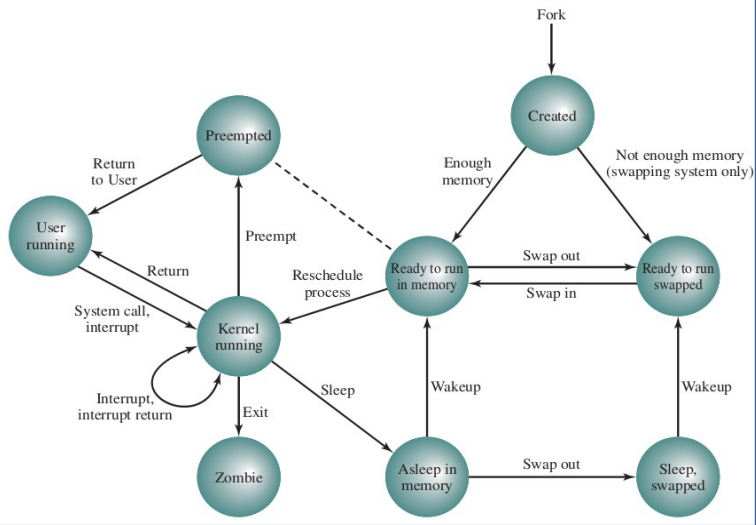 Fork
Created
Enough
memory
Not enough memory
(swapping system only)
Preempted
Return
to User
User
running
Preempt
Return
System call,
interrupt
Kernel
running
Interrupt,
interrupt return
Exit
Zombie
Reschedule
process
Ready to run
in memory
Swap out
Swap in
Ready to run
swapped
Sleep
Wakeup
Wakeup
Asleep in
memory
Swap out
Sleep,
swapped